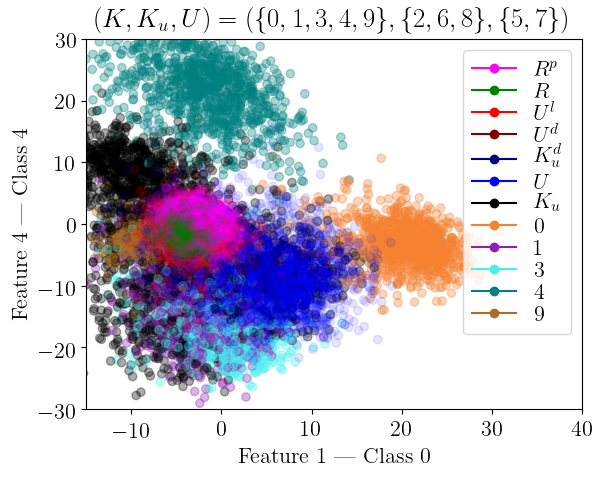 (K, K_u, U) = ({0, 1, 3, 4, 9}, {2, 6, 8}, {5, 7})
30
20
10
0
−10
−20
−30
Feature 4 — Class 4
−10
0
10
20
30
40
Feature 1 — Class 0
R^p
R
U^l
U^d
K_u^d
U
K_u
0
1
3
4
9